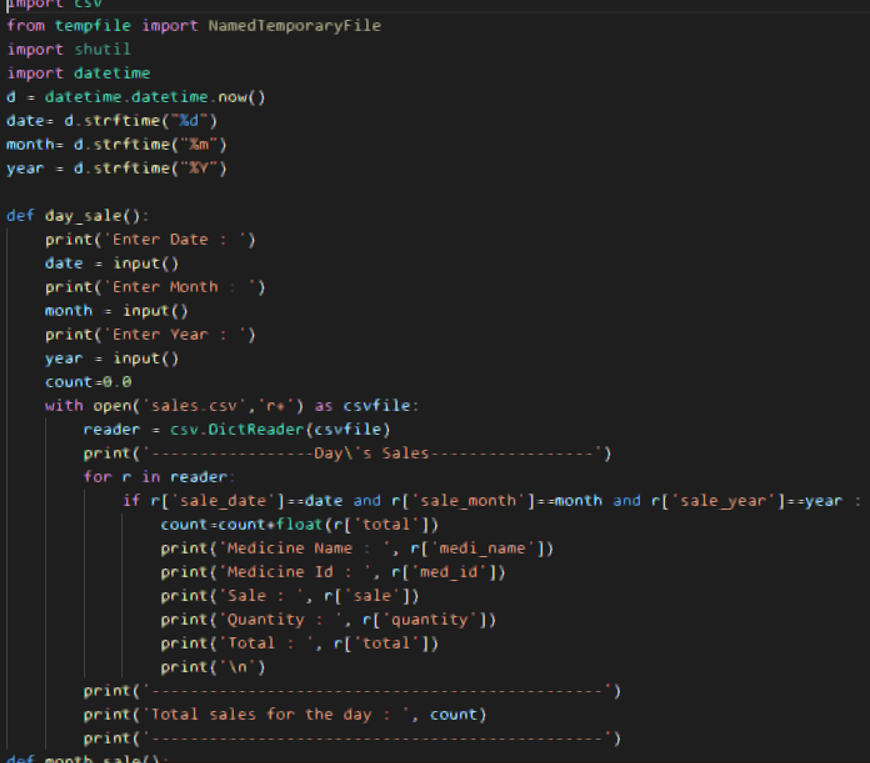 import csv
from tempfile import NamedTemporaryFile
import shutil
import datetime
d = datetime.datetime.now()
date= d.strftime("%d")
month= d.strftime("%m")
year = d.strftime("%Y")
def day_sale():
    print('Enter Date : ')
    date = input()
    print('Enter Month : ')
    month = input()
    print('Enter Year : ')
    year = input()
    count=0.0
    with open('sales.csv','r+') as csvfile:
        reader = csv.DictReader(csvfile)
        print('-----------------Day\'s Sales-----------------')
        for r in reader:
            if r['sale_date']==date and r['sale_month']==month and r['sale_year']==year :
                count=count+float(r['total'])
                print('Medicine Name : ', r['medi_name'])
                print('Medicine Id : ', r['med_id'])
                print('Sale : ', r['sale'])
                print('Quantity : ', r['quantity'])
                print('Total : ', r['total'])
                print('\n')
        print('-----------------------------------------------')
        print('Total sales for the day : ', count)
        print('-----------------------------------------------')
def month_sale():